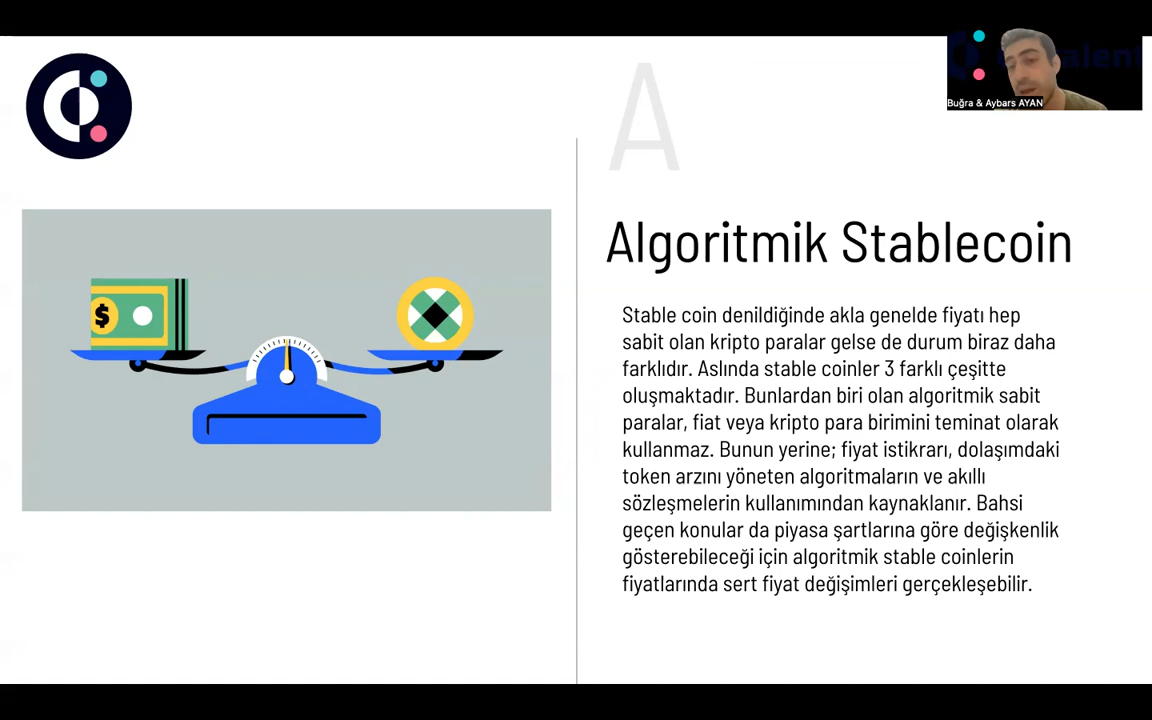 A
Buğra & Aybars AYAN
$
Algoritmik Stablecoin
Stable coin denildiğinde akla genelde fiyatı hep
sabit olan kripto paralar gelse de durum biraz daha
farklıdır. Aslında stable coinler 3 farklı çeşitte
oluşmaktadır. Bunlardan biri olan algoritmik sabit
paralar, fiat veya kripto para birimini teminat olarak
kullanmaz. Bunun yerine; fiyat istikrarı, dolaşımdaki
token arzını yöneten algoritmaların ve akıllı
sözleşmelerin kullanımından kaynaklanır. Bahsi
geçen konular da piyasa şartlarına göre değişkenlik
gösterebileceği için algoritmik stable coinlerin
fiyatlarında sert fiyat değişimleri gerçekleşebilir.